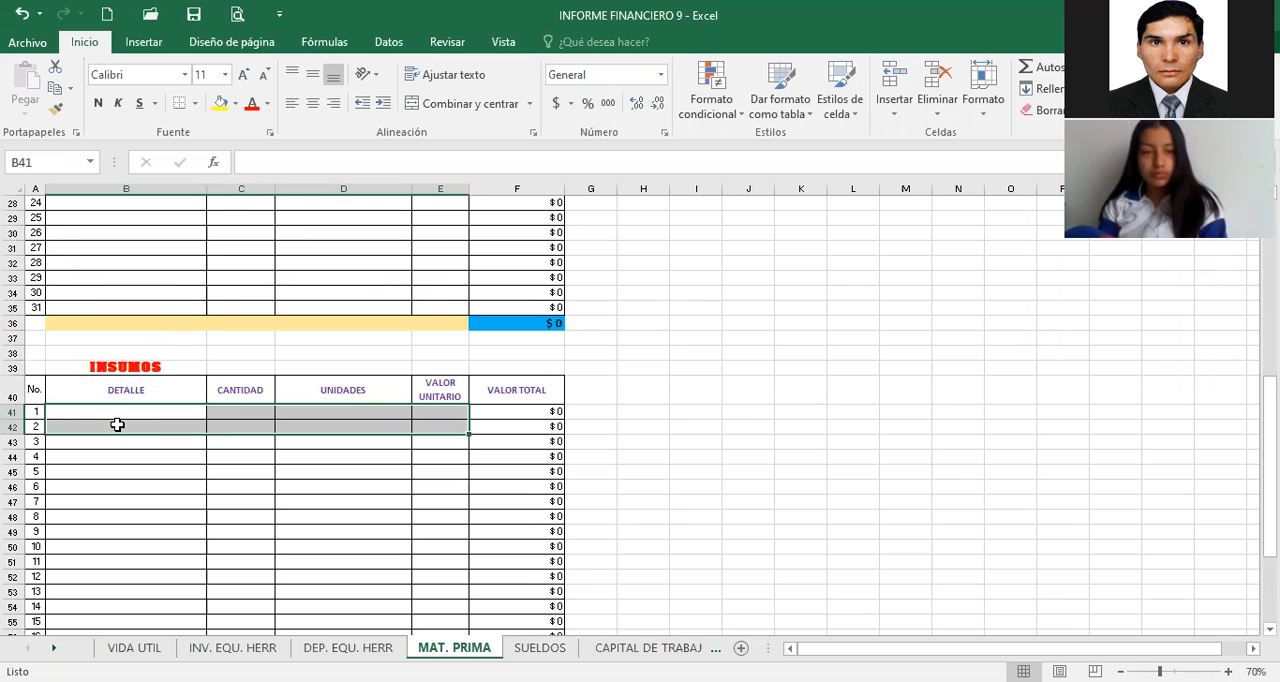 INFORME FINANCIERO 9 - Excel
Archivo Inicio Insertar Diseño de página Fórmulas Datos Revisar Vista ¿Qué desea hacer?
Pegar
Calibri 11
N K S
Ajustar texto
Combinar y centrar
General
$ % 000
Formato condicional
Dar formato como tabla
Estilos de celda
Insertar Eliminar Formato
Autos
Rellen
Borra
Portapapeles Fuente Alineación Número Estilos Celdas
B41 fx
A B C D E F G H I J K L M N O
28 24 $ 0
29 25 $ 0
30 26 $ 0
31 27 $ 0
32 28 $ 0
33 29 $ 0
34 30 $ 0
35 31 $ 0
36 $ 0
37
38
39 INSUMOS
40 No. DETALLE CANTIDAD UNIDADES VALOR UNITARIO VALOR TOTAL
41 1 $ 0
42 2 $ 0
43 3 $ 0
44 4 $ 0
45 5 $ 0
46 6 $ 0
47 7 $ 0
48 8 $ 0
49 9 $ 0
50 10 $ 0
51 11 $ 0
52 12 $ 0
53 13 $ 0
54 14 $ 0
55 15 $ 0
VIDA UTIL INV. EQU. HERR DEP. EQU. HERR MAT. PRIMA SUELDOS CAPITAL DE TRABAJ ...
Listo 70%